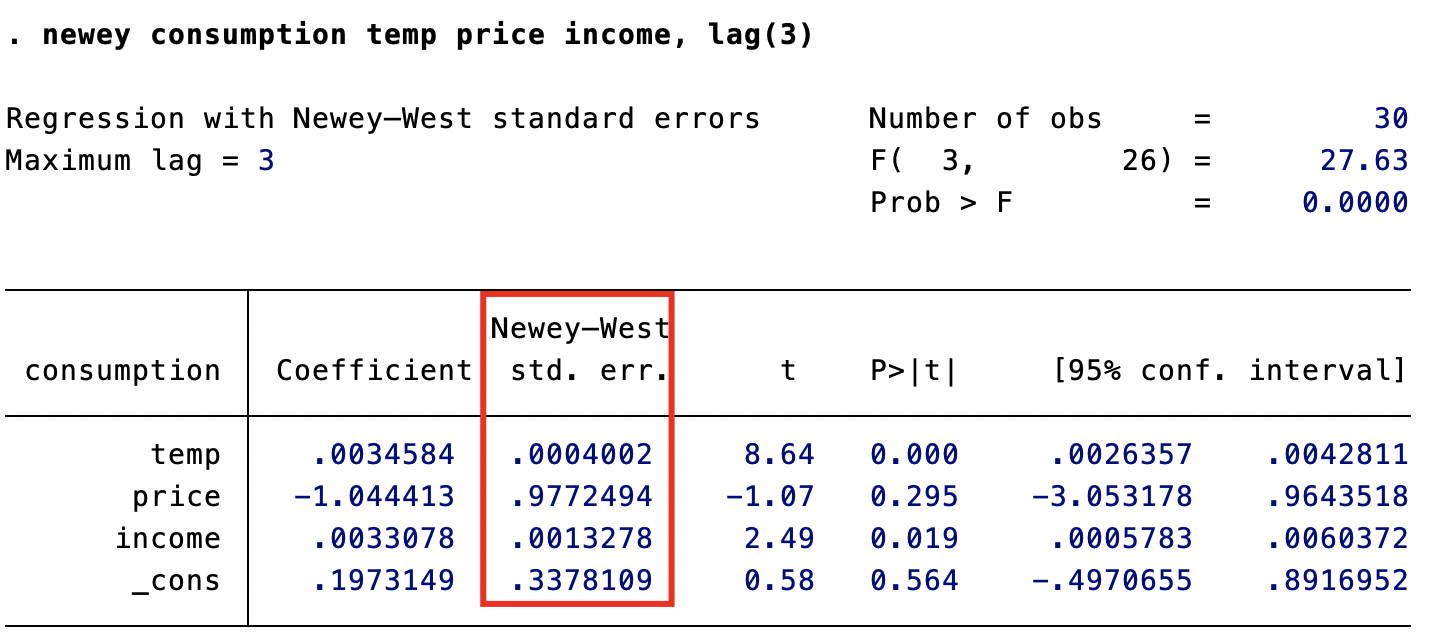 . newey consumption temp price income, lag(3)
Regression with Newey–West standard errors Number of obs = 30
Maximum lag = 3 F( 3, 26) = 27.63
Prob > F = 0.0000
Newey–West
consumption Coefficient std. err. t P>|t| [95% conf. interval]
temp .0034584 .0004002 8.64 0.000 .0026357 .0042811
price −1.044413 .9772494 −1.07 0.295 −3.053178 .9643518
income .0033078 .0013278 2.49 0.019 .0005783 .0060372
_cons .1973149 .3378109 0.58 0.564 −.4970655 .8916952